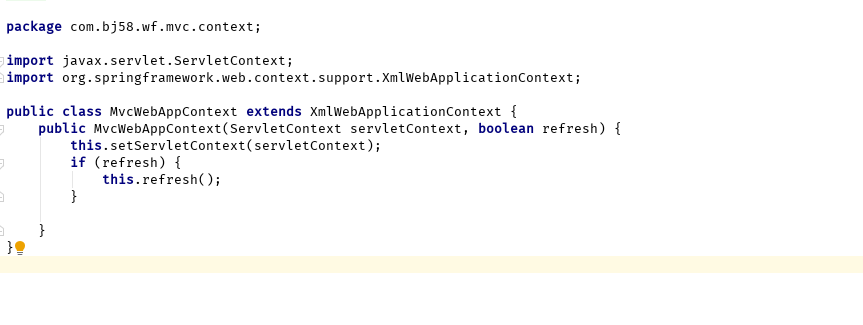 package com.bj58.wf.mvc.context;
import javax.servlet.ServletContext;
import org.springframework.web.context.support.XmlWebApplicationContext;
public class MvcWebAppContext extends XmlWebApplicationContext {
    public MvcWebAppContext(ServletContext servletContext, boolean refresh) {
        this.setServletContext(servletContext);
        if (refresh) {
            this.refresh();
        }
    }
}